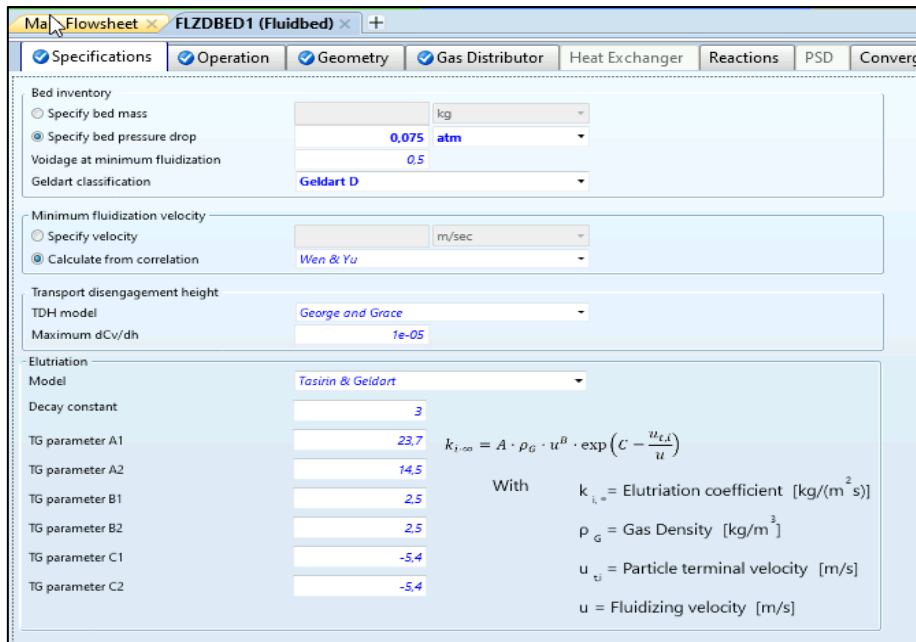 Main Flowsheet FLZDBED1 (Fluidbed)
Specifications Operation Geometry Gas Distributor Heat Exchanger Reactions PSD Converg
Bed inventory
Specify bed mass kg
Specify bed pressure drop 0,075 atm
Voidage at minimum fluidization 0,5
Geldart classification Geldart D
Minimum fluidization velocity
Specify velocity m/sec
Calculate from correlation Wen & Yu
Transport disengagement height
TDH model George and Grace
Maximum dCv/dh 1e-05
Elutriation
Model Tasirin & Geldart
Decay constant 3
TG parameter A1 23,7
k_{i·∞} = A · ρ_G · u^B · exp(C − u_{t,i}/u)
TG parameter A2 14,5
With k_{i,∞} = Elutriation coefficient [kg/(m²s)]
TG parameter B1 2,5
TG parameter B2 2,5
ρ_G = Gas Density [kg/m³]
TG parameter C1 -5,4
u_{t,i} = Particle terminal velocity [m/s]
TG parameter C2 -5,4
u = Fluidizing velocity [m/s]